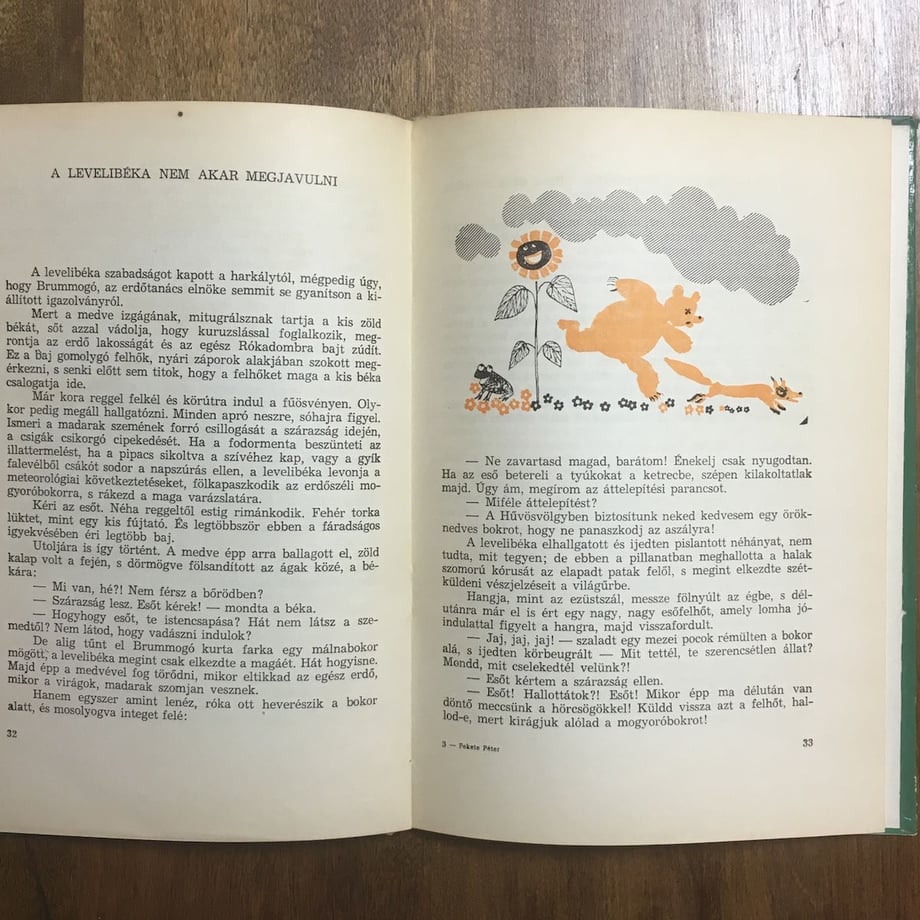 A LEVELIBÉKA NEM AKAR MEGJAVULNI
A levelibéka szabadságot kapott a harkálytól, mégpedig úgy,
hogy Brummogó, az erdőtanács elnöke semmit se gyanítson a ki-
állított igazolványról.
Mert a medve izgágának, mitugrálsznak tartja a kis zöld
békát, sőt azzal vádolja, hogy kuruzslással foglalkozik, meg-
rontja az erdő lakosságát és az egész Rókadombra bajt zúdít.
Ez a Baj gomolygó felhők, nyári záporok alakjában szokott meg-
érkezni, s senki előtt sem titok, hogy a felhőket maga a kis béka
csalogatja ide.
Már kora reggel felkél és körútra indul a fűösvényen. Oly-
kor pedig megáll hallgatózni. Minden apró neszre, sóhajra figyel.
Ismeri a madarak szemének forró csillogását a szárazság idején,
a csigák csikorgó cipekedését. Ha a fodormenta beszünteti az
illattermelést, ha a pipacs sikoltva a szívéhez kap, vagy a gyík
falevélből csákót sodor a napszúrás ellen, a levelibéka levonja a
meteorológiai következtetéseket, fölkapaszkodik az erdőszéli mo-
gyoróbokorra, s rákezd a maga varázslatára.
Kéri az esőt. Néha reggeltől estig rimánkodik. Fehér torka
lüktet, mint egy kis fújtató. És legtöbbször ebben a fáradságos
igyekvésében éri legtöbb baj.
Utoljára is így történt. A medve épp arra ballagott el, zöld
kalap volt a fején, s dörmögve fölsandított az ágak közé, a bé-
kára:
— Mi van, hé?! Nem férsz a bőrödben?
— Szárazság lesz. Esőt kérek! — mondta a béka.
— Hogyhogy esőt, te istencsapása? Hát nem látsz a sze-
medtől? Nem látod, hogy vadászni indulok?
De alig tűnt el Brummogó kurta farka egy málnabokor
mögött, a levelibéka megint csak elkezdte a magáét. Hát hogyisne.
Majd épp a medvével fog törődni, mikor eltikkad az egész erdő,
mikor a virágok, madarak szomjan vesznek.
Hanem egyszer amint lenéz, róka ott heverészik a bokor
alatt, és mosolyogva integet felé:
32
— Ne zavartasd magad, barátom! Énekelj csak nyugodtan.
Ha az eső betereli a tyúkokat a ketrecbe, szépen kilakoltatlak
majd. Úgy ám, megírom az áttelepítési parancsot.
— Miféle áttelepítést?
— A Hűvösvölgyben biztosítunk neked kedvesem egy örök-
nedves bokrot, hogy ne panaszkodj az aszályra!
A levelibéka elhallgatott és ijedten pislantott néhányat, nem
tudta, mit tegyen; de ebben a pillanatban meghallotta a halak
szomorú kórusát az elapadt patak felől, s megint elkezdte szét-
küldeni vészjelzéseit a világűrbe.
Hangja, mint az ezüstszál, messze fölnyúlt az égbe, s dél-
utánra már el is ért egy nagy, nagy esőfelhőt, amely lomha jó-
indulattal figyelt a hangra, majd visszafordult.
— Jaj, jaj, jaj! — szaladt egy mezei pocok rémülten a bokor
alá, s ijedten körbeugrált — Mit tettél, te szerencsétlen állat?
Mondd, mit cselekedtél velünk?!
— Esőt kértem a szárazság ellen.
— Esőt! Hallottátok?! Esőt! Mikor épp ma délután van
döntő meccsünk a hörcsögökkel! Küldd vissza azt a felhőt, hal-
lod-e, mert kirágjuk alólad a mogyoróbokrot!
3 — Fekete Péter
33